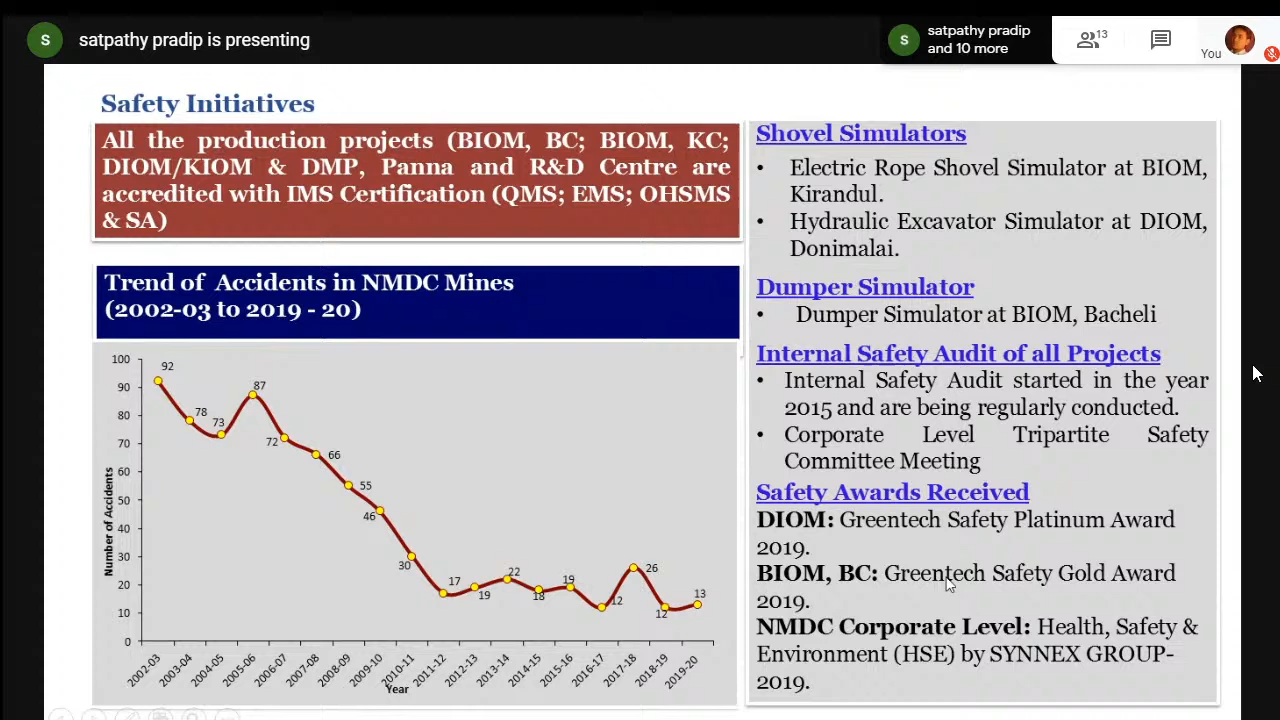 S satpathy pradip is presenting
S satpathy pradip
and 10 more
13
You
Safety Initiatives
All the production projects (BIOM, BC; BIOM, KC;
DIOM/KIOM & DMP, Panna and R&D Centre are
accredited with IMS Certification (QMS; EMS; OHSMS
& SA)
Trend of Accidents in NMDC Mines
(2002-03 to 2019 - 20)
Number of Accidents
100
90
80
70
60
50
40
30
20
10
0
92
78
73
87
72
66
55
46
30
17
19
22
18
19
12
26
12
13
2002-03
2003-04
2004-05
2005-06
2006-07
2007-08
2008-09
2009-10
2010-11
2011-12
2012-13
2013-14
2014-15
2015-16
2016-17
2017-18
2018-19
2019-20
Year
Shovel Simulators
• Electric Rope Shovel Simulator at BIOM,
Kirandul.
• Hydraulic Excavator Simulator at DIOM,
Donimalai.
Dumper Simulator
• Dumper Simulator at BIOM, Bacheli
Internal Safety Audit of all Projects
• Internal Safety Audit started in the year
2015 and are being regularly conducted.
• Corporate Level Tripartite Safety
Committee Meeting
Safety Awards Received
DIOM: Greentech Safety Platinum Award
2019.
BIOM, BC: Greentech Safety Gold Award
2019.
NMDC Corporate Level: Health, Safety &
Environment (HSE) by SYNNEX GROUP-
2019.